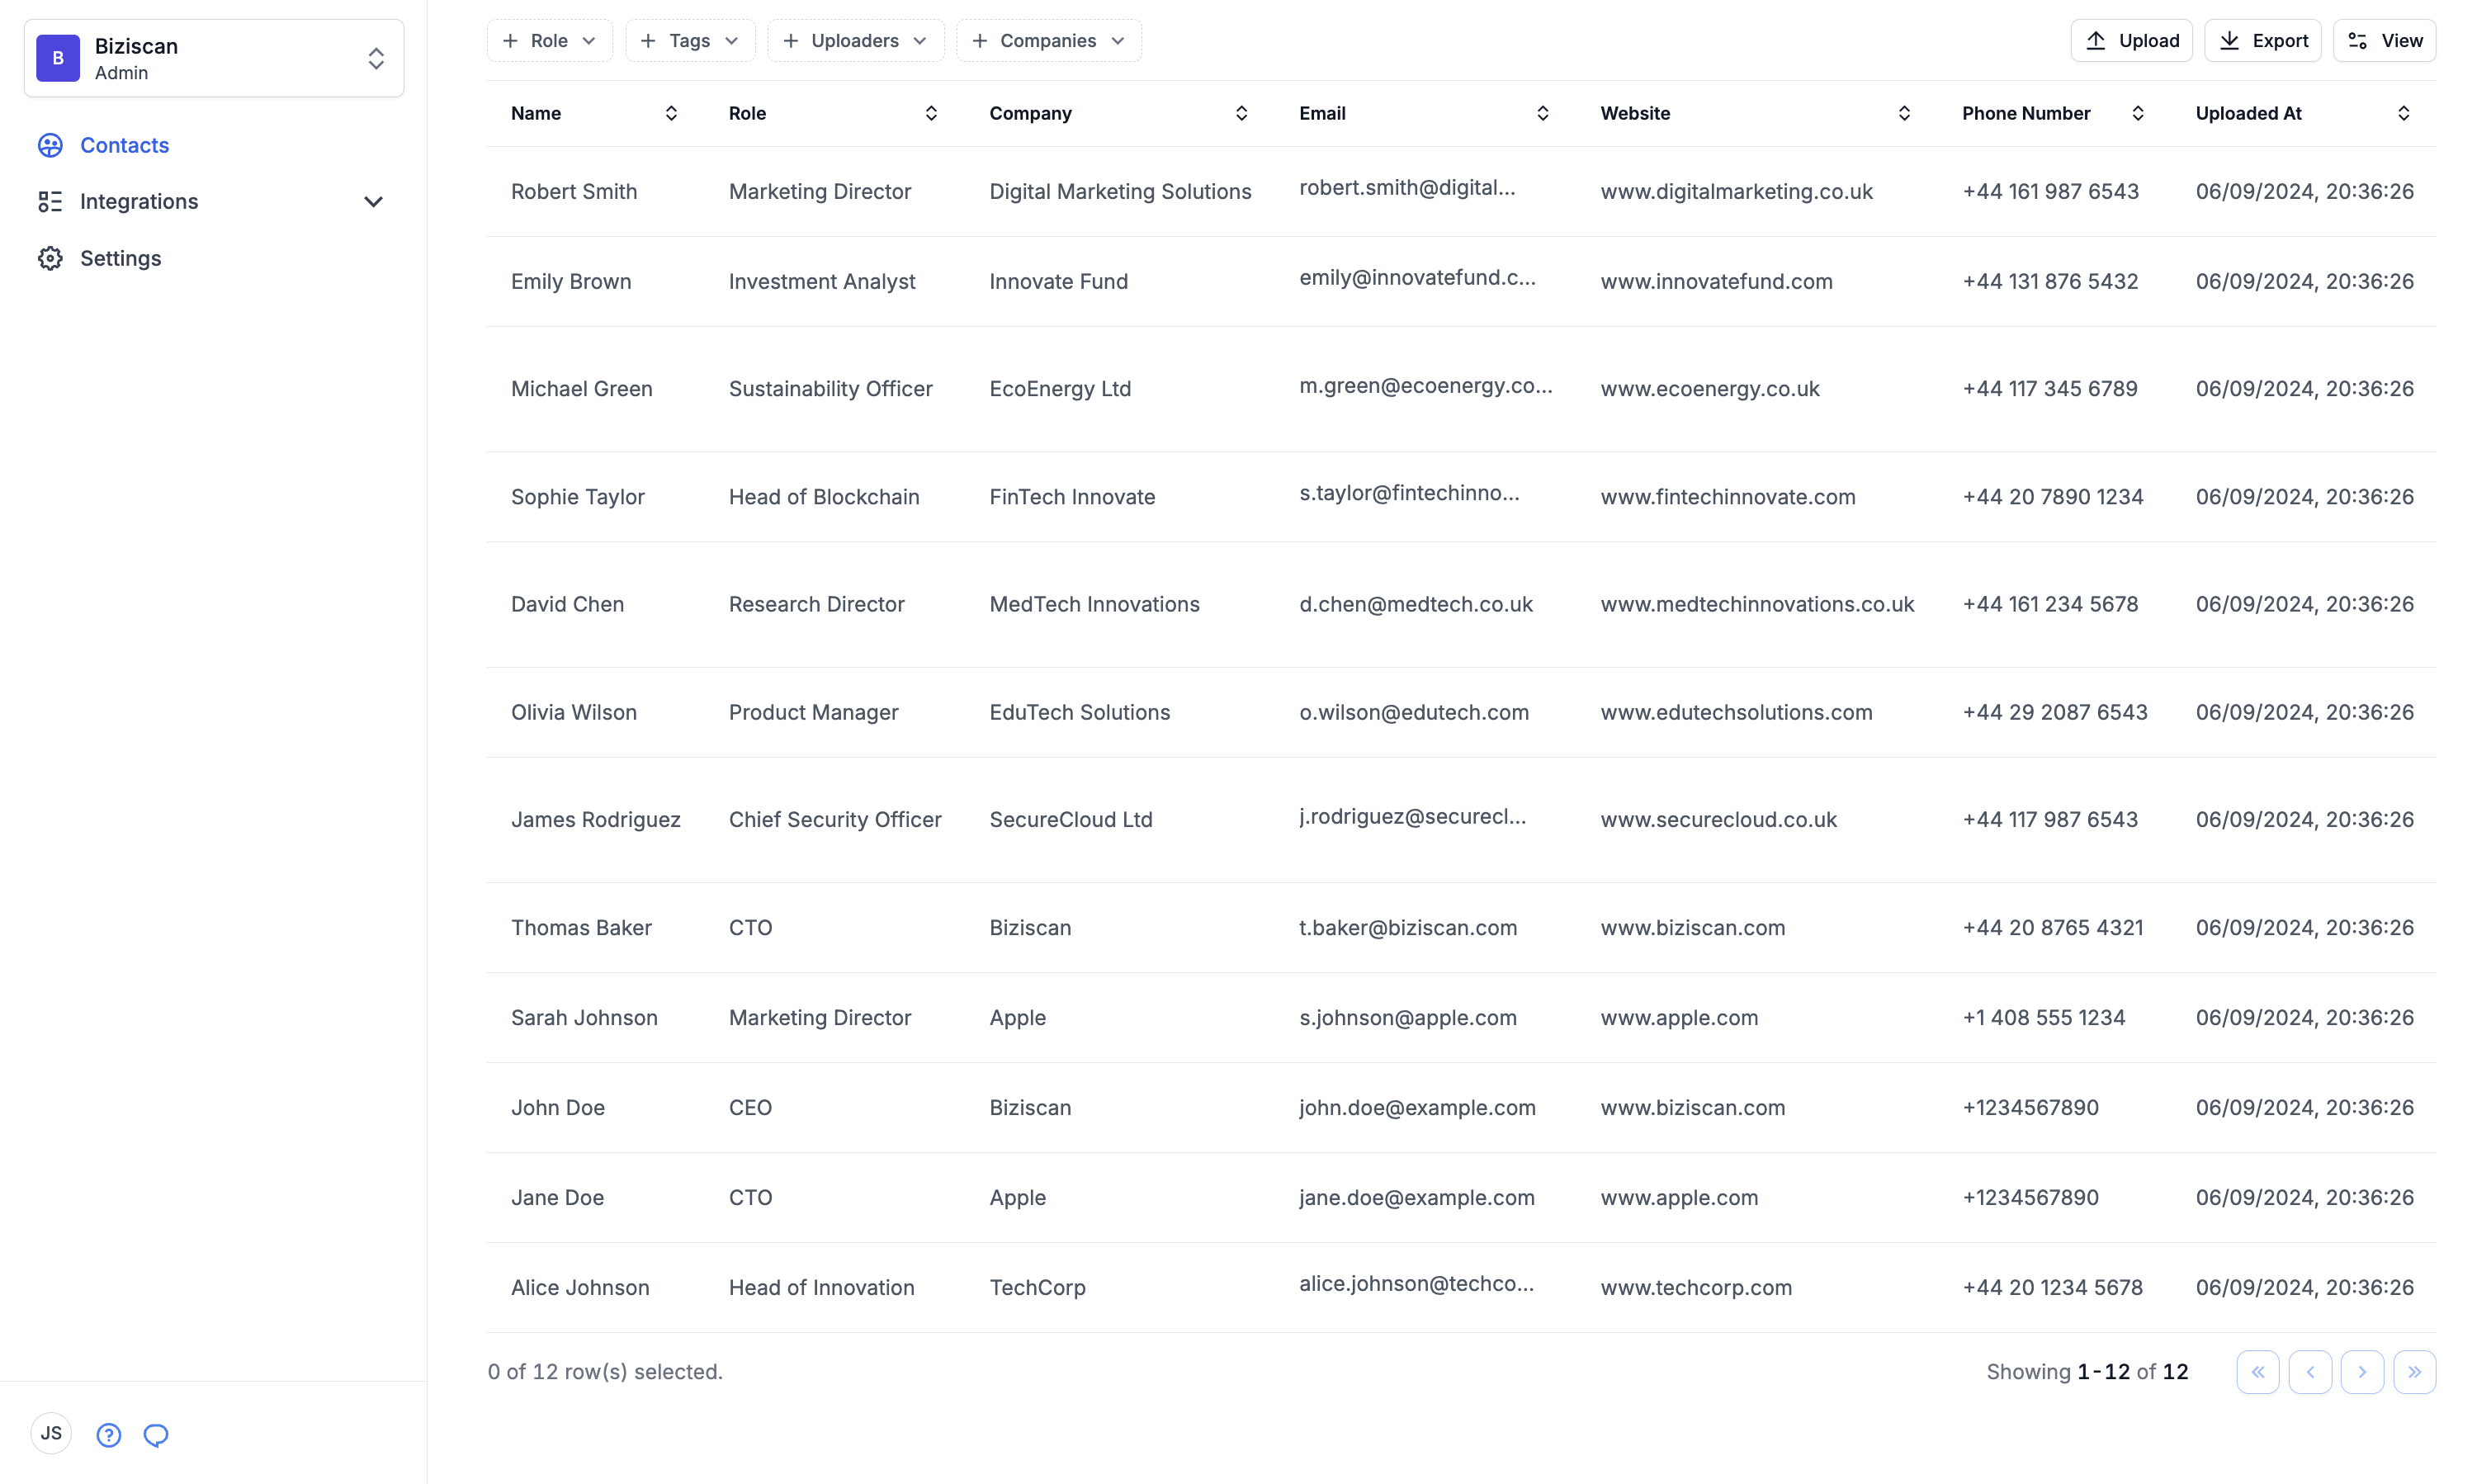 B
Biziscan
Admin
Contacts
Integrations
Settings
Role Tags Uploaders Companies Upload Export View
Name Role Company Email Website Phone Number Uploaded At
Robert Smith Marketing Director Digital Marketing Solutions robert.smith@digital... www.digitalmarketing.co.uk +44 161 987 6543 06/09/2024, 20:36:26
Emily Brown Investment Analyst Innovate Fund emily@innovatefund.c... www.innovatefund.com +44 131 876 5432 06/09/2024, 20:36:26
Michael Green Sustainability Officer EcoEnergy Ltd m.green@ecoenergy.co... www.ecoenergy.co.uk +44 117 345 6789 06/09/2024, 20:36:26
Sophie Taylor Head of Blockchain FinTech Innovate s.taylor@fintechinno... www.fintechinnovate.com +44 20 7890 1234 06/09/2024, 20:36:26
David Chen Research Director MedTech Innovations d.chen@medtech.co.uk www.medtechinnovations.co.uk +44 161 234 5678 06/09/2024, 20:36:26
Olivia Wilson Product Manager EduTech Solutions o.wilson@edutech.com www.edutechsolutions.com +44 29 2087 6543 06/09/2024, 20:36:26
James Rodriguez Chief Security Officer SecureCloud Ltd j.rodriguez@securecl... www.securecloud.co.uk +44 117 987 6543 06/09/2024, 20:36:26
Thomas Baker CTO Biziscan t.baker@biziscan.com www.biziscan.com +44 20 8765 4321 06/09/2024, 20:36:26
Sarah Johnson Marketing Director Apple s.johnson@apple.com www.apple.com +1 408 555 1234 06/09/2024, 20:36:26
John Doe CEO Biziscan john.doe@example.com www.biziscan.com +1234567890 06/09/2024, 20:36:26
Jane Doe CTO Apple jane.doe@example.com www.apple.com +1234567890 06/09/2024, 20:36:26
Alice Johnson Head of Innovation TechCorp alice.johnson@techco... www.techcorp.com +44 20 1234 5678 06/09/2024, 20:36:26
0 of 12 row(s) selected. Showing 1-12 of 12
JS